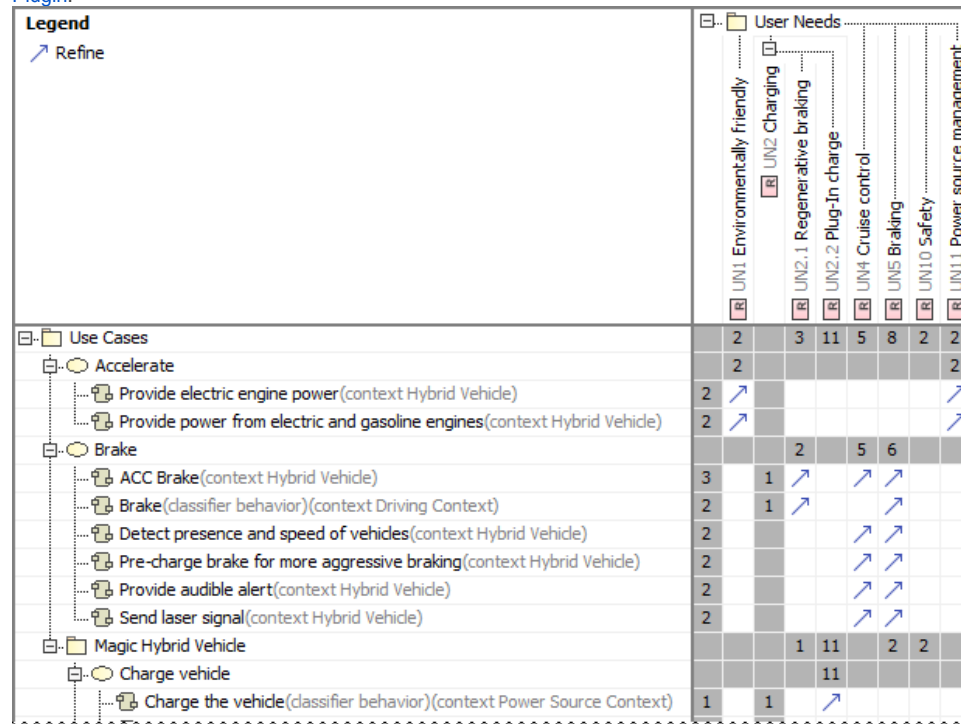 Plugin.
Legend
Refine
User Needs
R UN1 Environmentally friendly
R UN2 Charging
R UN2.1 Regenerative braking
R UN2.2 Plug-In charge
R UN4 Cruise control
R UN5 Braking
R UN10 Safety
R UN11 Power source management
Use Cases 2 3 11 5 8 2 2
Accelerate 2 2
Provide electric engine power(context Hybrid Vehicle) 2
Provide power from electric and gasoline engines(context Hybrid Vehicle) 2
Brake 2 5 6
ACC Brake(context Hybrid Vehicle) 3 1
Brake(classifier behavior)(context Driving Context) 2 1
Detect presence and speed of vehicles(context Hybrid Vehicle) 2
Pre-charge brake for more aggressive braking(context Hybrid Vehicle) 2
Provide audible alert(context Hybrid Vehicle) 2
Send laser signal(context Hybrid Vehicle) 2
Magic Hybrid Vehicle 1 11 2 2
Charge vehicle 11
Charge the vehicle(classifier behavior)(context Power Source Context) 1 1